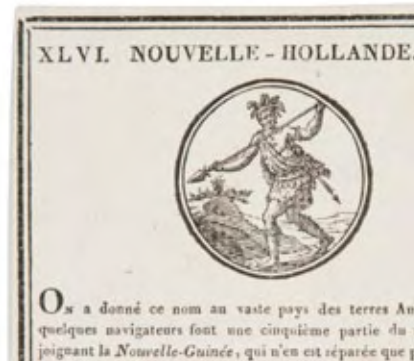 XLVI. NOUVELLE-HOLLANDE.
ON a donné ce nom au vaste pays des terres
quelques navigateurs font une cinquième partie du
joignant la Nouvelle-Guinée, qui n'en est séparée que